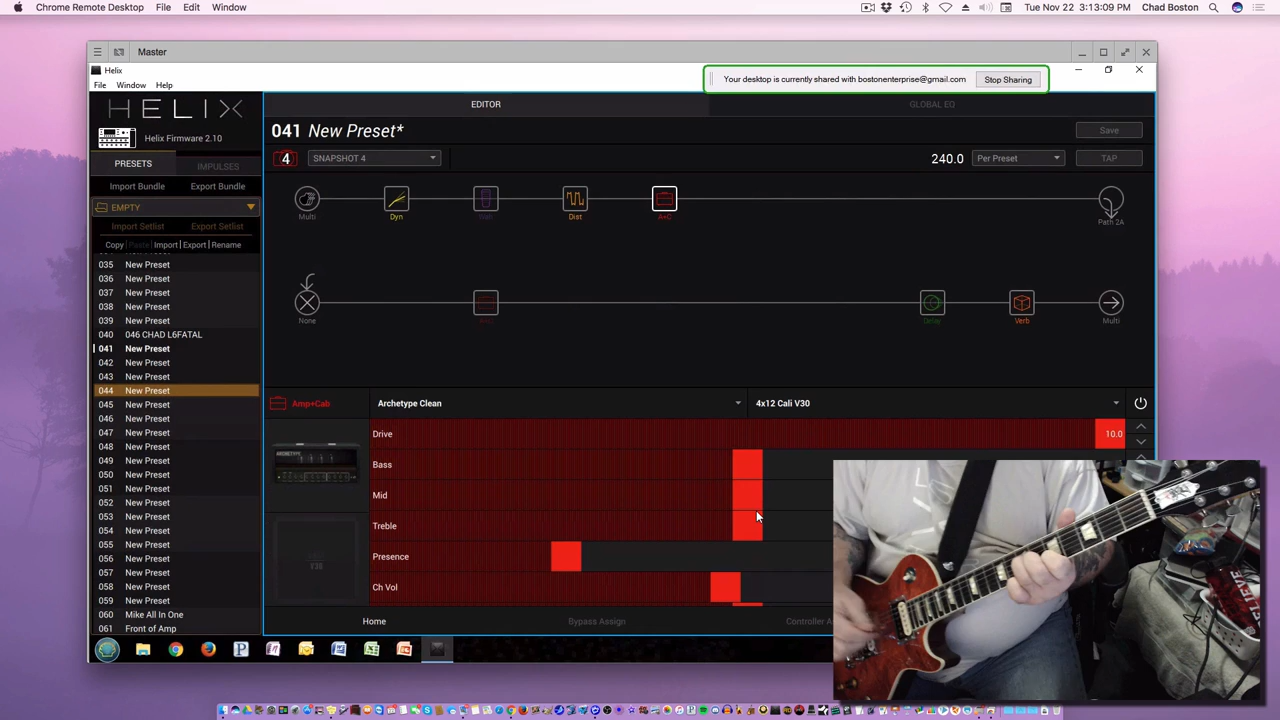 Chrome Remote Desktop File Edit Window
Tue Nov 22 3:13:09 PM Chad Boston
Master
Helix
Your desktop is currently shared with bostonenterprise@gmail.com Stop Sharing
File Window Help
HELIX
Helix Firmware 2.10
PRESETS IMPULSES
Import Bundle Export Bundle
EMPTY
Import Setlist Export Setlist
Copy Paste Import Export Rename
035 New Preset
036 New Preset
037 New Preset
038 New Preset
039 New Preset
040 046 CHAD L6FATAL
041 New Preset
042 New Preset
043 New Preset
044 New Preset
045 New Preset
046 New Preset
047 New Preset
048 New Preset
049 New Preset
050 New Preset
051 New Preset
052 New Preset
053 New Preset
054 New Preset
055 New Preset
056 New Preset
057 New Preset
058 New Preset
059 New Preset
060 Mike All In One
061 Front of Amp
EDITOR GLOBAL EQ
041 New Preset* Save
4 SNAPSHOT 4 240.0 Per Preset TAP
Multi Dyn Dist A+C Path 2A
None Delay Verb Multi
Amp+Cab Archetype Clean 4x12 Cali V30
Drive 10.0
Bass
Mid
Treble
Presence
Ch Vol
ARCHETYPE
V30
Home Bypass Assign Controller A